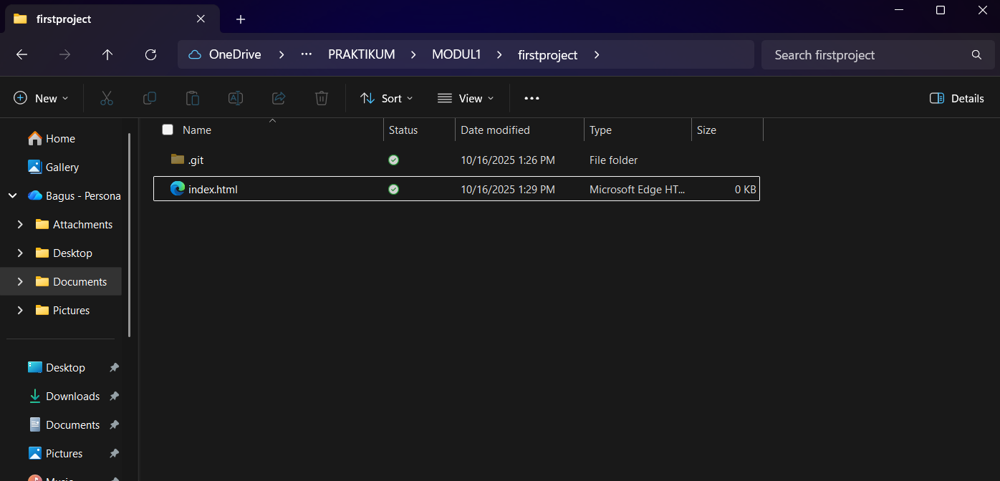 firstproject
OneDrive > ... PRAKTIKUM > MODUL1 > firstproject >
Search firstproject
New
Sort
View
Details
Name Status Date modified Type Size
.git 10/16/2025 1:26 PM File folder
index.html 10/16/2025 1:29 PM Microsoft Edge HT... 0 KB
Home
Gallery
Bagus - Persona
Attachments
Desktop
Documents
Pictures
Desktop
Downloads
Documents
Pictures
Music